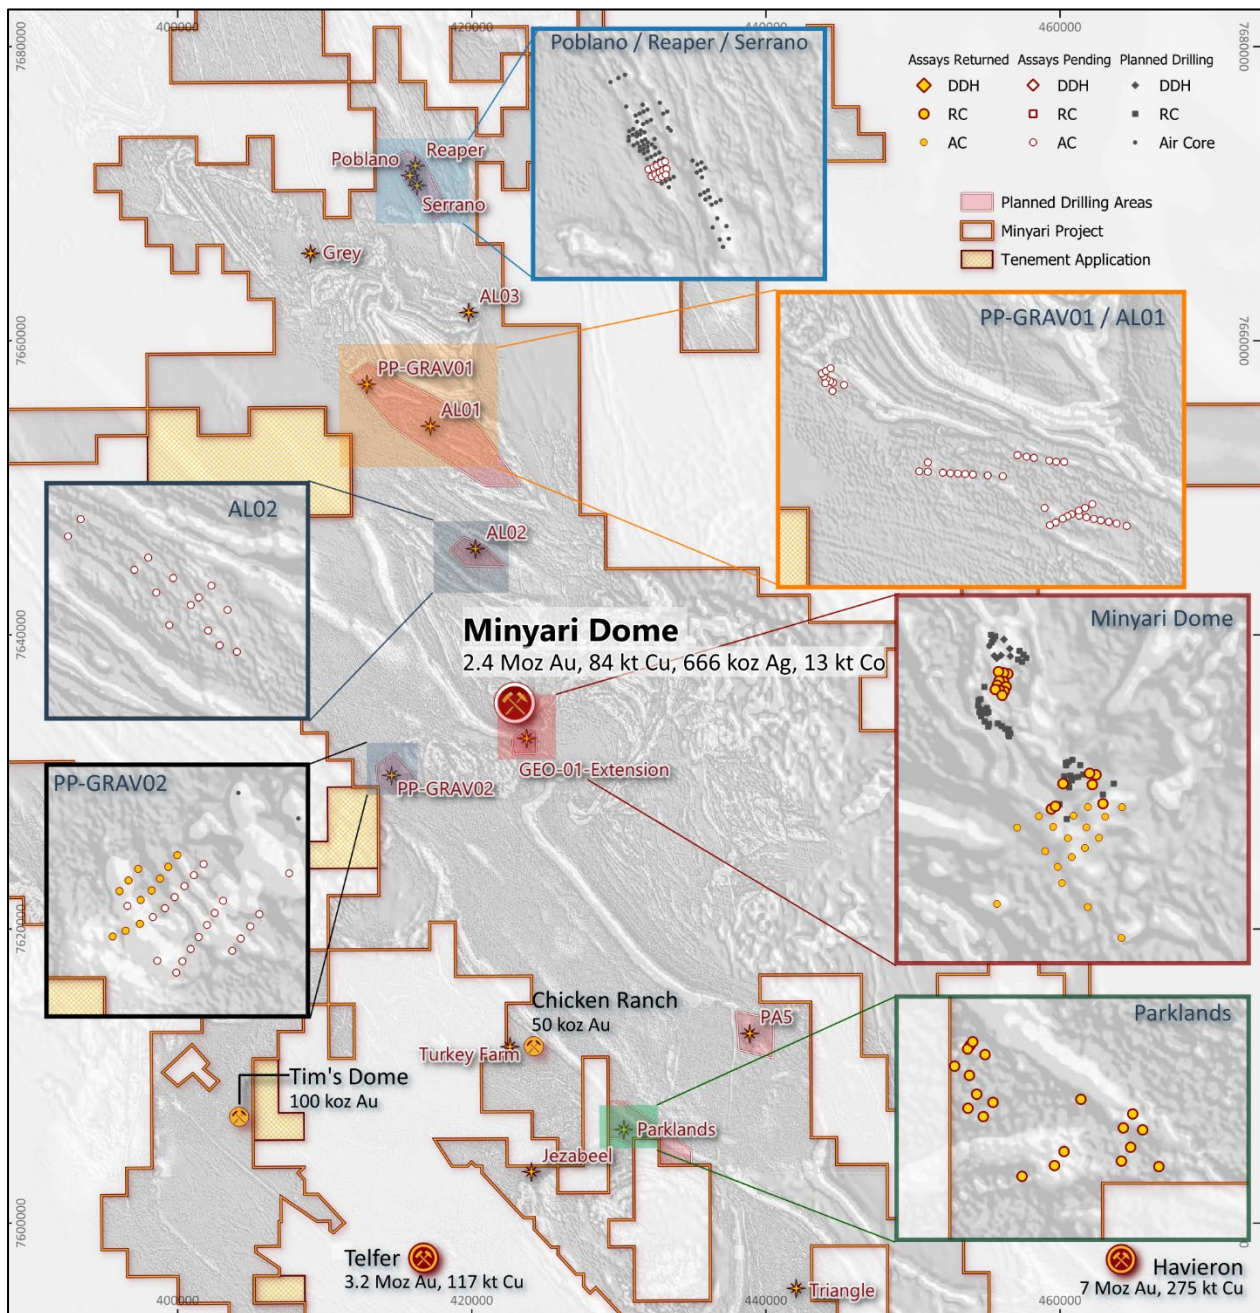 400000
420000
440000
460000
7680000
7680000
Poblano / Reaper / Serrano
Assays Returned
Assays Pending
Planned Drilling
DDH
DDH
DDH
RC
RC
RC
AC
AC
Air Core
Planned Drilling Areas
Minyari Project
Tenement Application
Reaper
Poblano
Serrano
Grey
AL03
7660000
7660000
PP-GRAV01 / AL01
PP-GRAV01
AL01
AL02
AL02
7640000
Minyari Dome
2.4 Moz Au, 84 kt Cu, 666 koz Ag, 13 kt Co
Minyari Dome
GEO-01-Extension
PP-GRAV02
PP-GRAV02
7620000
Chicken Ranch
50 koz Au
Turkey Farm
PA5
Parklands
Tim's Dome
100 koz Au
Parklands
Jezabeel
7600000
Telfer
3.2 Moz Au, 117 kt Cu
Havieron
7 Moz Au, 275 kt Cu
Triangle
400000
420000
440000
460000